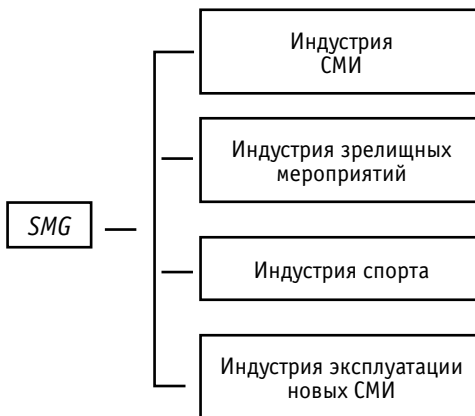 Индустрия
СМИ
Индустрия зрелищных
мероприятий
SMG
Индустрия спорта
Индустрия эксплуатации
новых СМИ